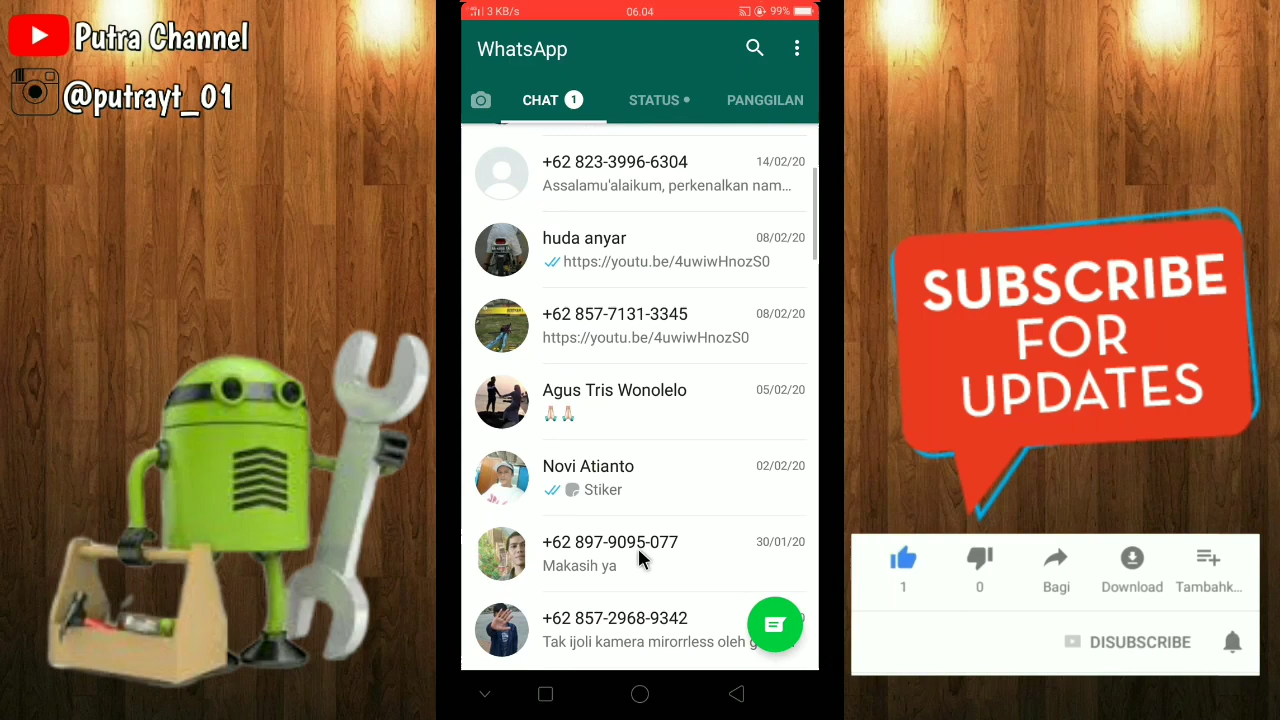 Putra Channel
@putrayt_01
3 KB/s
06.04
99%
WhatsApp
CHAT 1
STATUS
PANGGILAN
+62 823-3996-6304
14/02/20
Assalamu'alaikum, perkenalkan nam...
huda anyar
08/02/20
https://youtu.be/4uwiwHnozS0
+62 857-7131-3345
08/02/20
https://youtu.be/4uwiwHnozS0
Agus Tris Wonolelo
05/02/20
🙏🙏
Novi Atianto
02/02/20
Stiker
+62 897-9095-077
30/01/20
Makasih ya
+62 857-2968-9342
Tak ijoli kamera mirorrless oleh
SUBSCRIBE
FOR
UPDATES
1
0
Bagi
Download
Tambahk...
DISUBSCRIBE